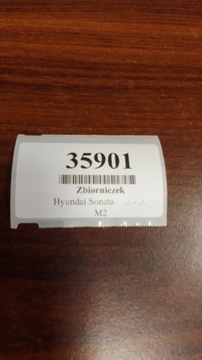 35901
Zbiorniczek
Hyundai Sonata
M2